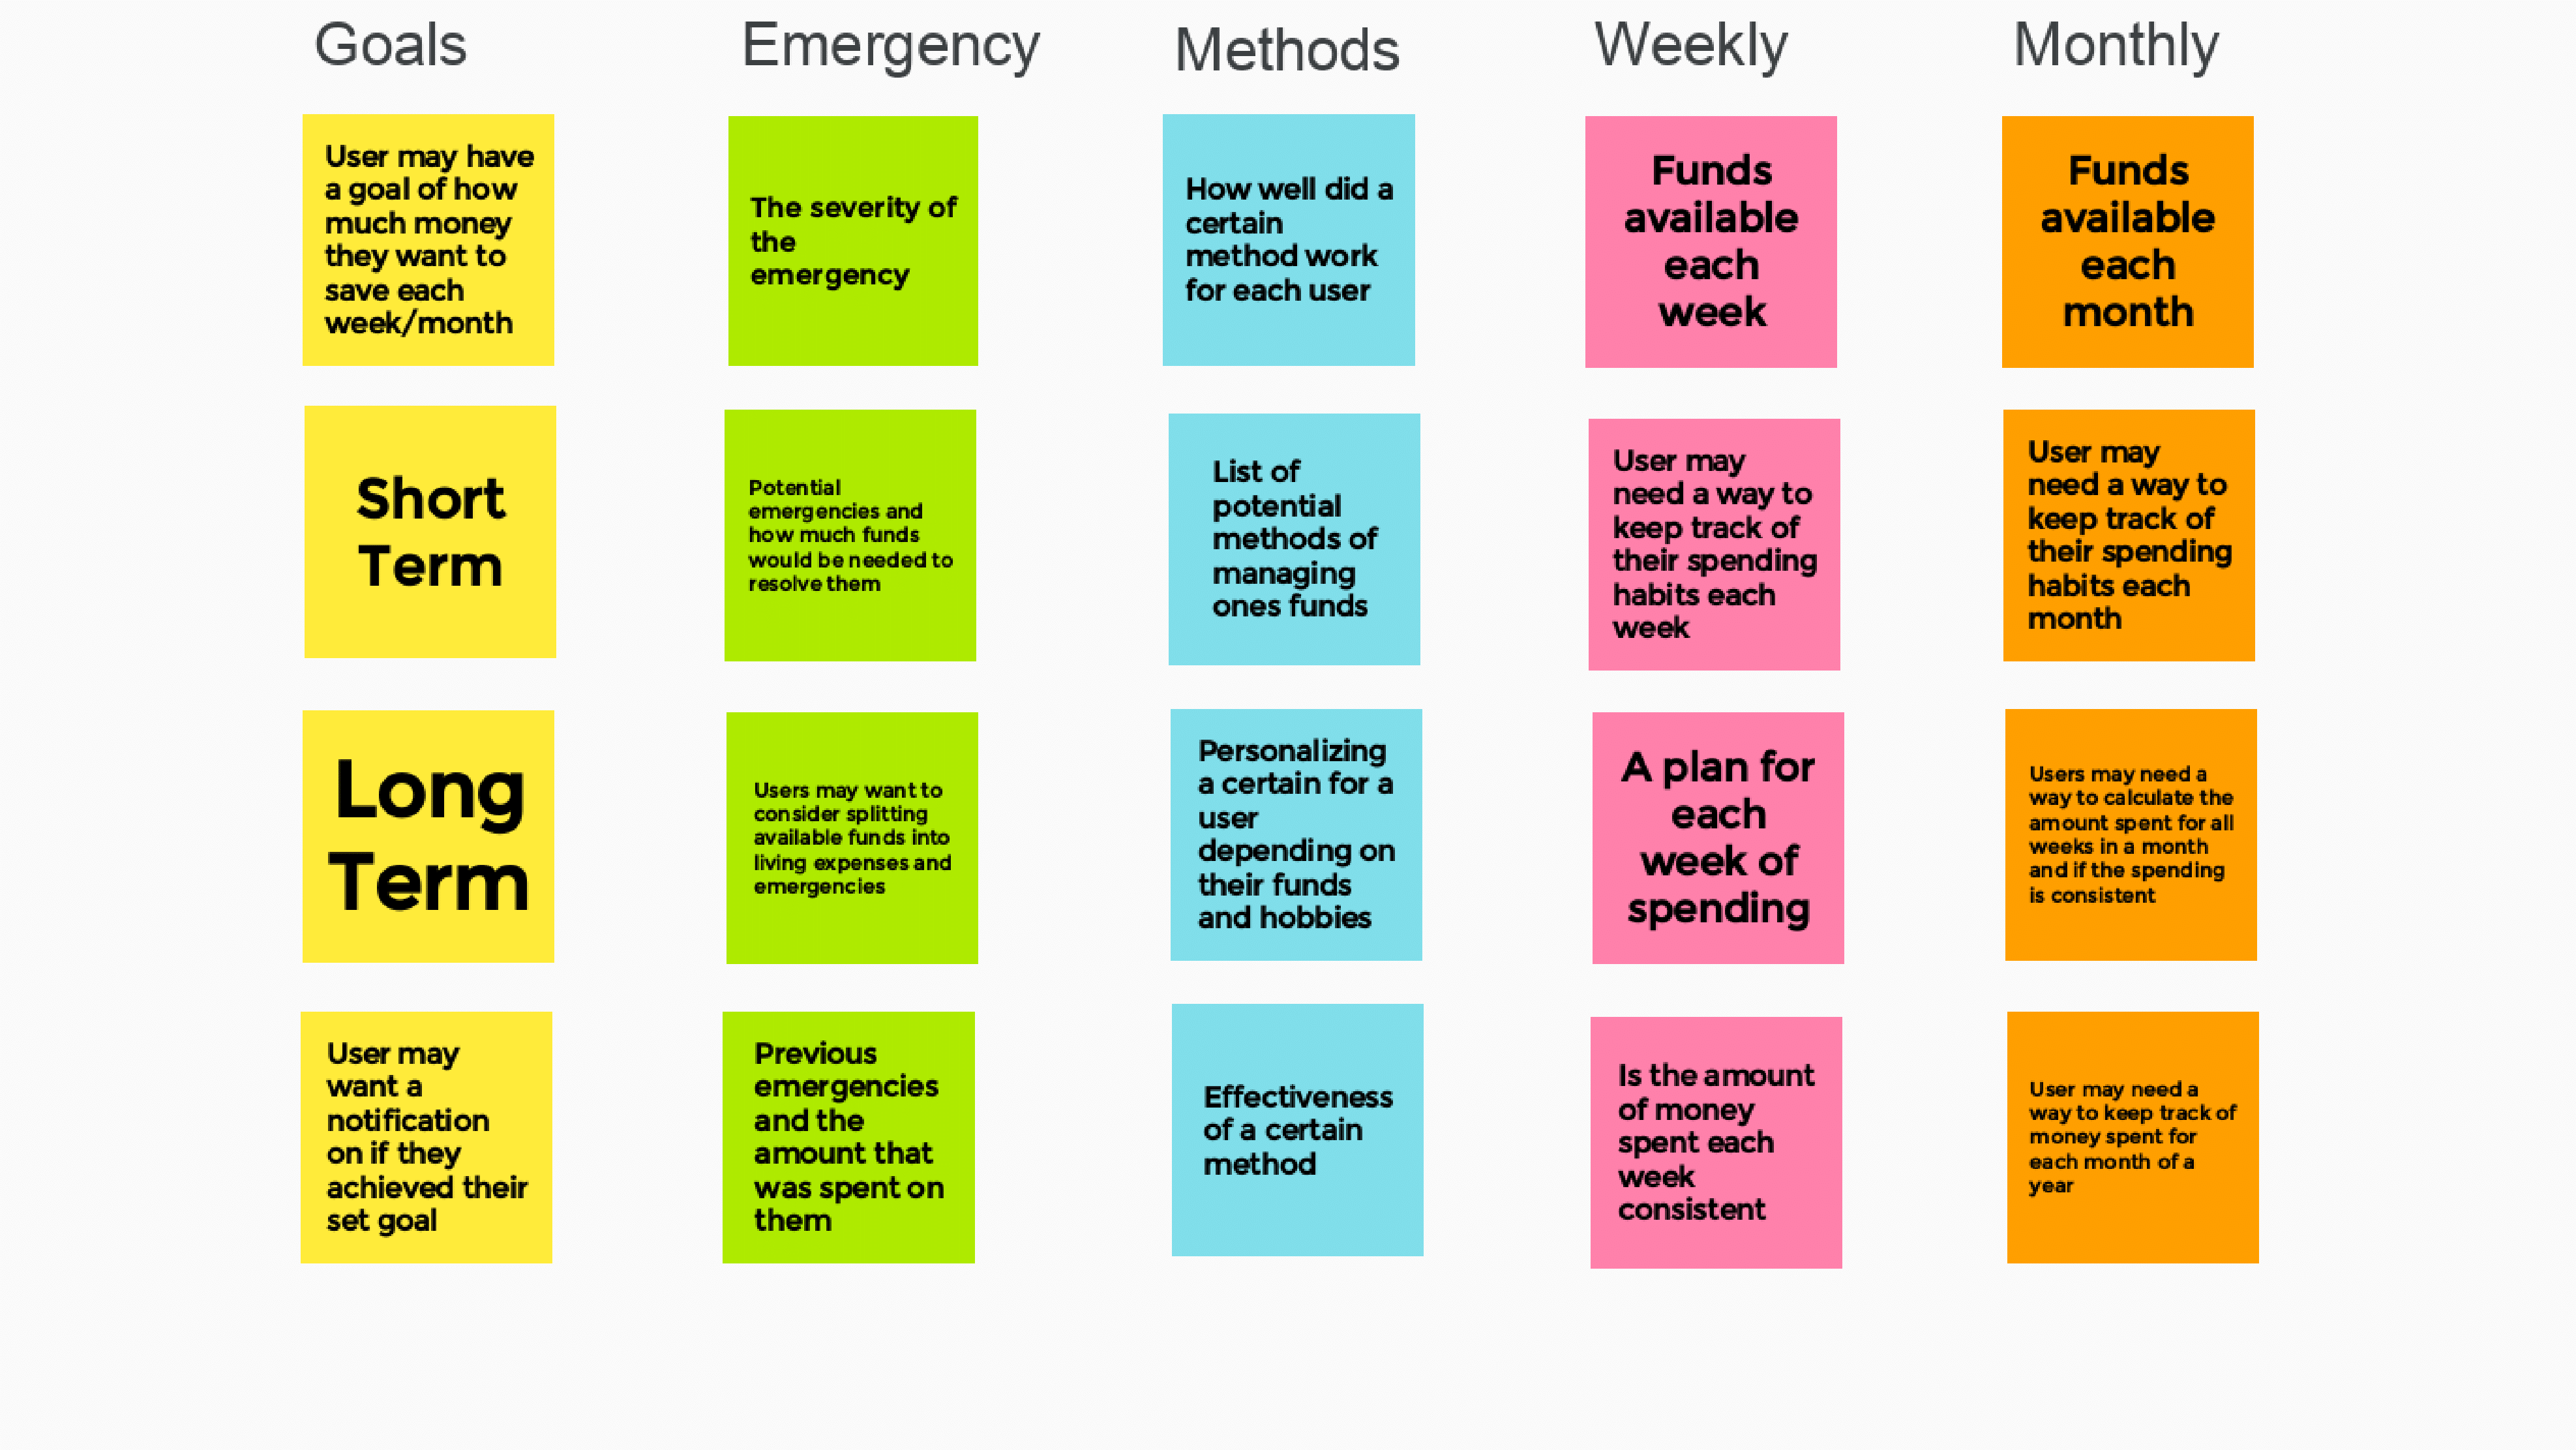 Goals
Emergency
Methods
Weekly
Monthly
User may have
a goal of how
much money
they want to
save each
week/month
The severity of
the
emergency
How well did a
certain
method work
for each user
Funds
available
each
week
Funds
available
each
month
Short
Term
Potential
emergencies and
how much funds
would be needed to
resolve them
List of
potential
methods of
managing
ones funds
User may
need a way to
keep track of
their spending
habits each
week
User may
need a way to
keep track of
their spending
habits each
month
Long
Term
Users may want to
consider splitting
available funds into
living expenses and
emergencies
Personalizing
a certain for a
user
depending on
their funds
and hobbies
A plan for
each
week of
spending
Users may need a
way to calculate the
amount spent for all
weeks in a month
and if the spending
is consistent
User may
want a
notification
on if they
achieved their
set goal
Previous
emergencies
and the
amount that
was spent on
them
Effectiveness
of a certain
method
Is the amount
of money
spent each
week
consistent
User may need a
way to keep track of
money spent for
each month of a
year